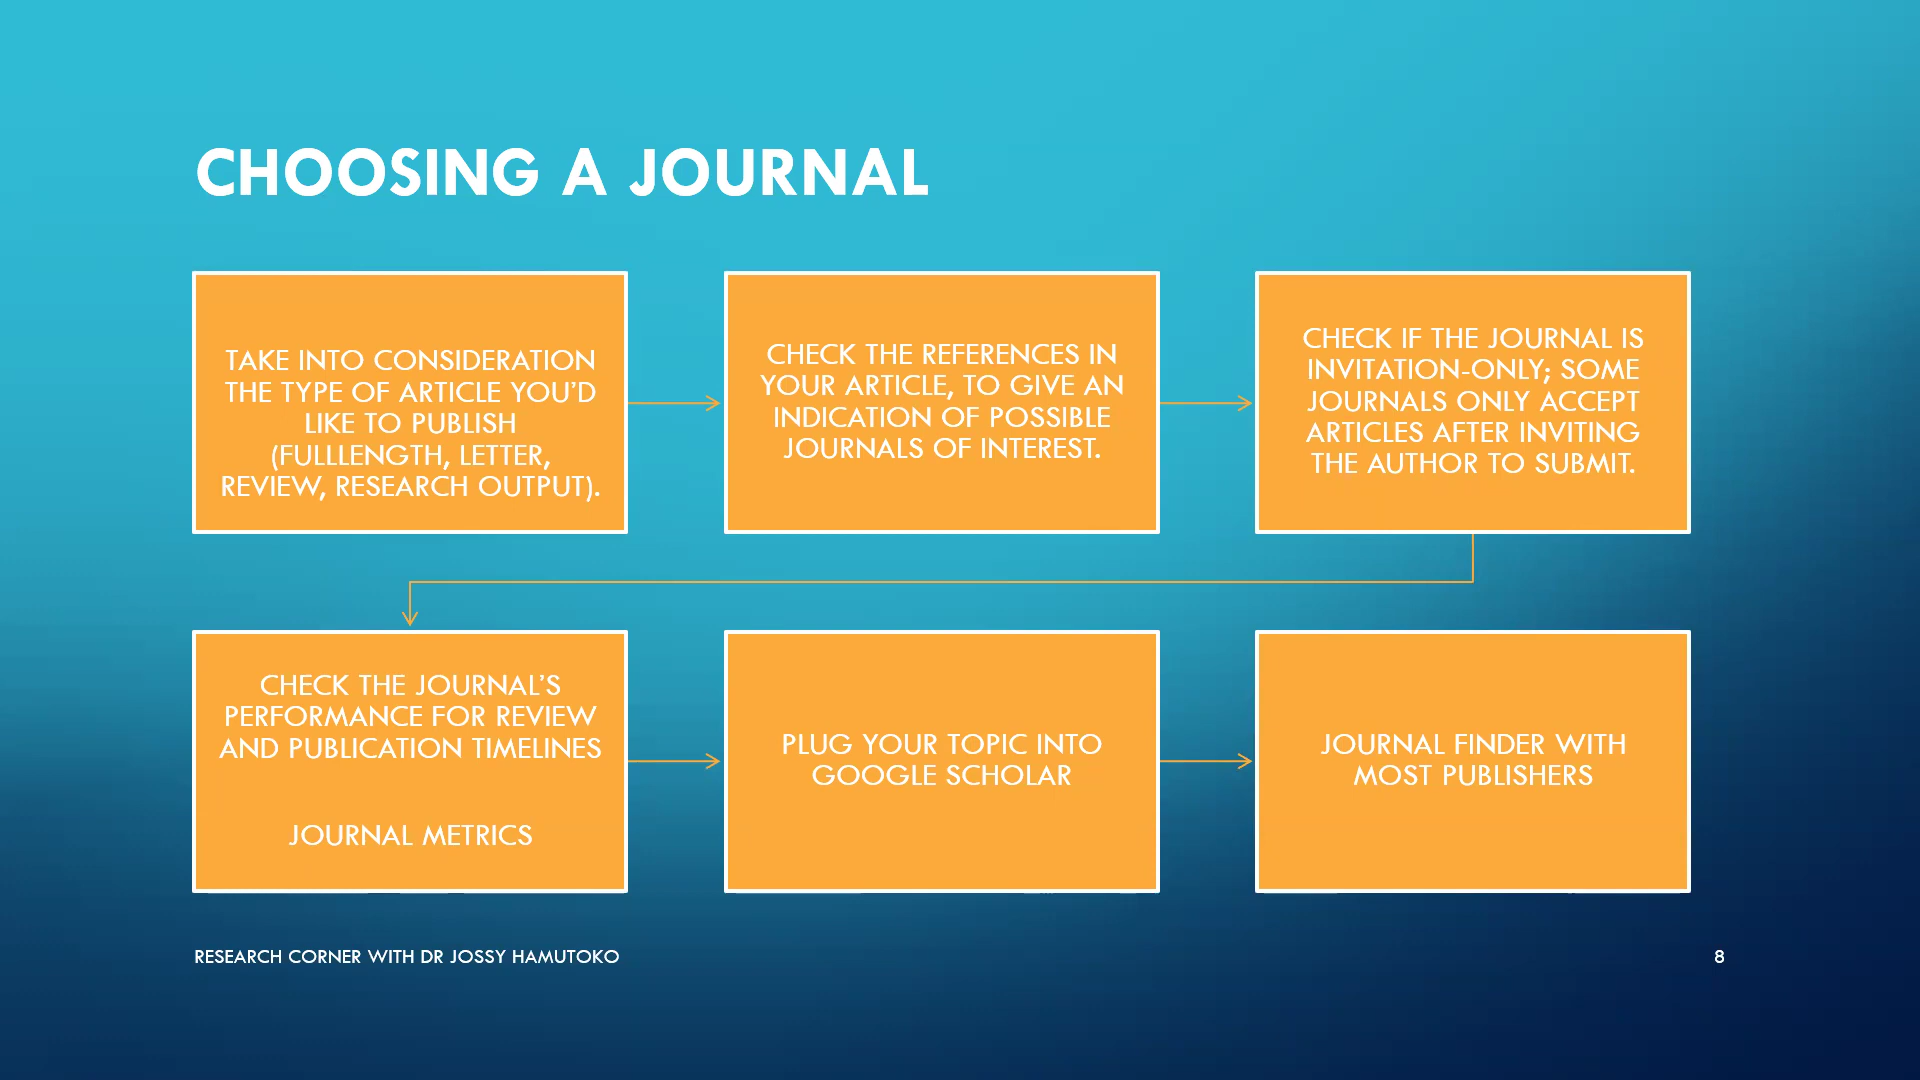 CHOOSING A JOURNAL
TAKE INTO CONSIDERATION
THE TYPE OF ARTICLE YOU’D
LIKE TO PUBLISH
(FULLLENGTH, LETTER,
REVIEW, RESEARCH OUTPUT).
CHECK THE REFERENCES IN
YOUR ARTICLE, TO GIVE AN
INDICATION OF POSSIBLE
JOURNALS OF INTEREST.
CHECK IF THE JOURNAL IS
INVITATION-ONLY; SOME
JOURNALS ONLY ACCEPT
ARTICLES AFTER INVITING
THE AUTHOR TO SUBMIT.
CHECK THE JOURNAL’S
PERFORMANCE FOR REVIEW
AND PUBLICATION TIMELINES
JOURNAL METRICS
PLUG YOUR TOPIC INTO
GOOGLE SCHOLAR
JOURNAL FINDER WITH
MOST PUBLISHERS
RESEARCH CORNER WITH DR JOSSY HAMUTOKO
8